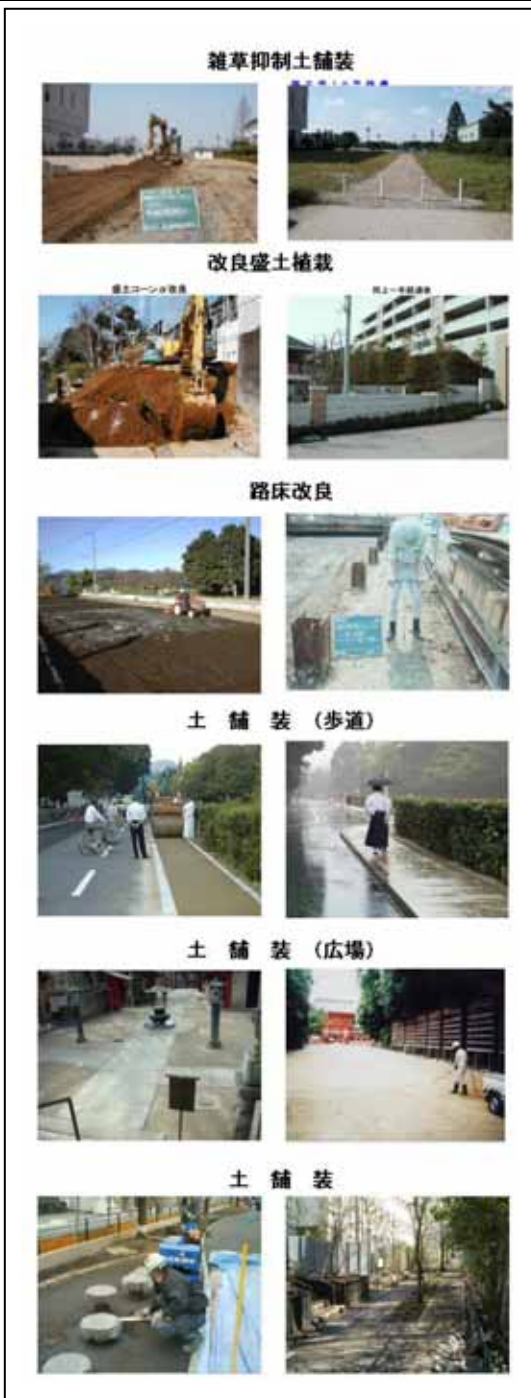 雑草抑制土舗装
改良盛土植栽
路床改良
土 舗 装 (歩道)
土 舗 装 (広場)
土 舗 装